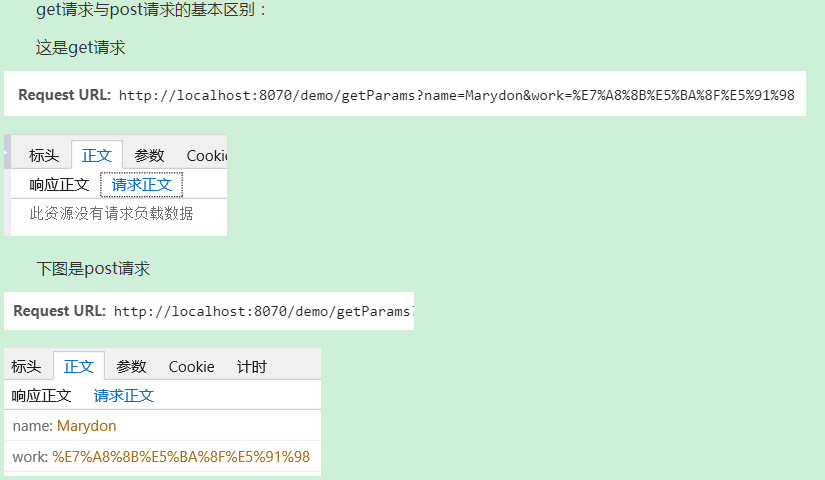 get请求与post请求的基本区别：
这是get请求
Request URL: http://localhost:8070/demo/getParams?name=Marydon&work=%E7%A8%8B%E5%BA%8F%E5%91%98
标头 正文 参数 Cookie
响应正文 请求正文
此资源没有请求负载数据
下图是post请求
Request URL: http://localhost:8070/demo/getParams?
标头 正文 参数 Cookie 计时
响应正文 请求正文
name: Marydon
work: %E7%A8%8B%E5%BA%8F%E5%91%98